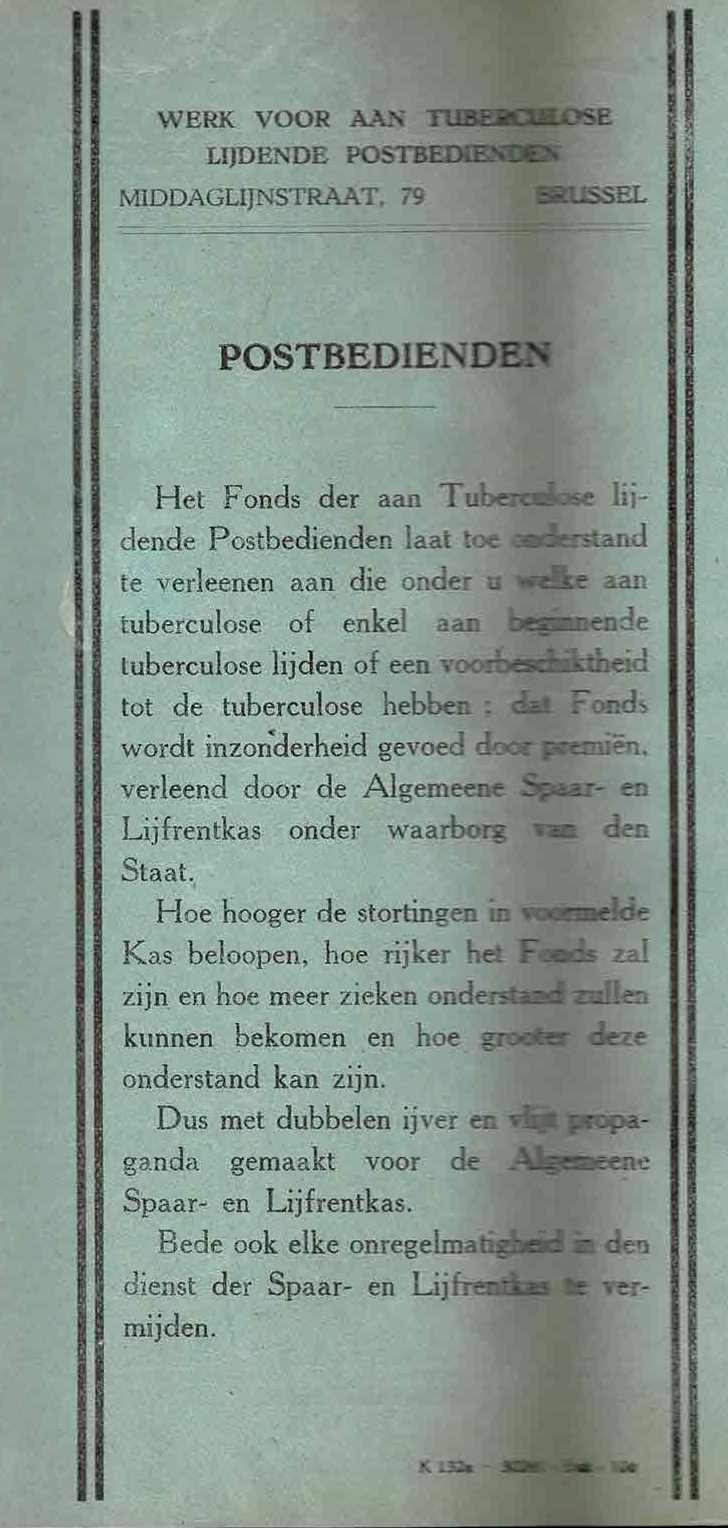 WERK VOOR AAN TUBERCULOSE
LIJDENDE POSTBEDIENDEN
MIDDAGLIJNSTRAAT, 79 BRUSSEL
POSTBEDIENDEN
Het Fonds der aan Tuberculose lij-
dende Postbedienden laat toe onderstand
te verleenen aan die onder u welke aan
tuberculose of enkel aan beginnende
tuberculose lijden of een voorbeschiktheid
tot de tuberculose hebben ; dat Fonds
wordt inzonderheid gevoed door premiën,
verleend door de Algemeene Spaar- en
Lijfrentkas onder waarborg van den
Staat.
Hoe hooger de stortingen in voormelde
Kas beloopen, hoe rijker het Fonds zal
zijn en hoe meer zieken onderstand zullen
kunnen bekomen en hoe grooter deze
onderstand kan zijn.
Dus met dubbelen ijver en vlijt propa-
ganda gemaakt voor de Algemeene
Spaar- en Lijfrentkas.
Bede ook elke onregelmatigheid in den
dienst der Spaar- en Lijfrentkas te ver-
mijden.
K 132a